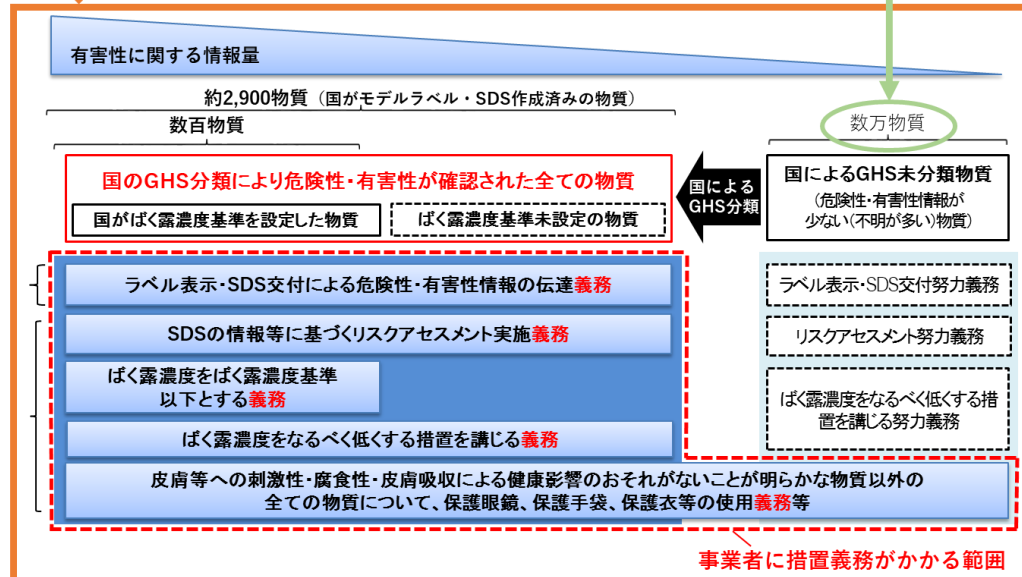 有害性に関する情報量
約2,900物質（国がモデルラベル・SDS作成済みの物質）
数百物質
数万物質
国のGHS分類により危険性・有害性が確認された全ての物質
国がばく露濃度基準を設定した物質
ばく露濃度基準未設定の物質
国による
GHS分類
国によるGHS未分類物質
(危険性・有害性情報が
少ない(不明が多い)物質)
ラベル表示・SDS交付による危険性・有害性情報の伝達義務
ラベル表示・SDS交付努力義務
SDSの情報等に基づくリスクアセスメント実施義務
リスクアセスメント努力義務
ばく露濃度をばく露濃度基準
以下とする義務
ばく露濃度をなるべく低くする措
置を講じる努力義務
ばく露濃度をなるべく低くする措置を講じる義務
皮膚等への刺激性・腐食性・皮膚吸収による健康影響のおそれがないことが明らかな物質以外の
全ての物質について、保護眼鏡、保護手袋、保護衣等の使用義務等
事業者に措置義務がかかる範囲